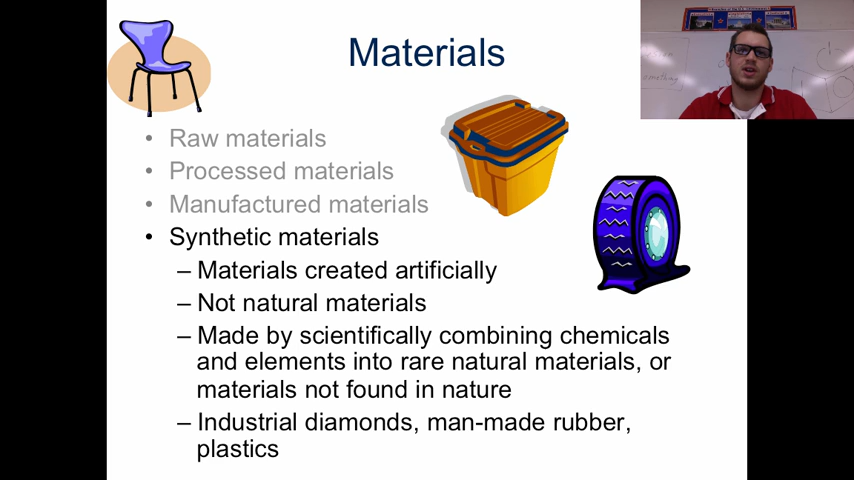 Materials
• Raw materials
• Processed materials
• Manufactured materials
• Synthetic materials
– Materials created artificially
– Not natural materials
– Made by scientifically combining chemicals
and elements into rare natural materials, or
materials not found in nature
– Industrial diamonds, man-made rubber,
plastics